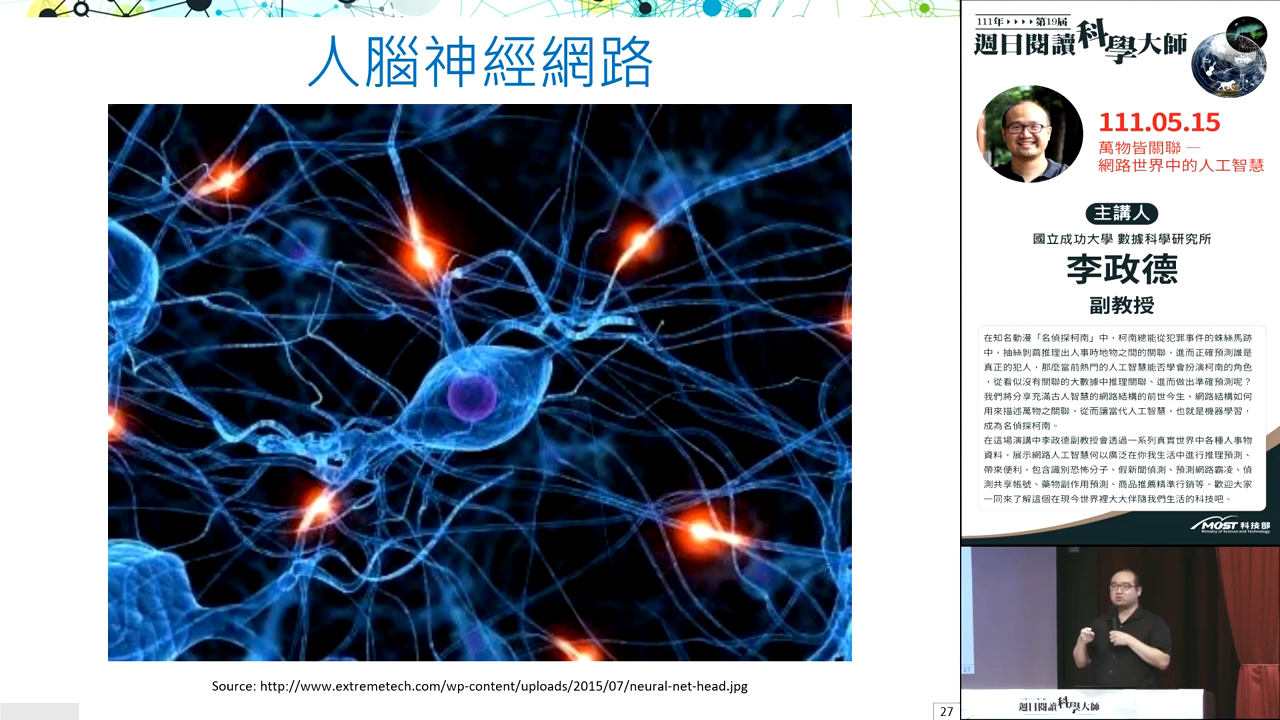 人腦神經網路
Source: http://www.extremetech.com/wp-content/uploads/2015/07/neural-net-head.jpg
27
111年 第19屆
週日閱讀科學大師
111.05.15
萬物皆關聯 —
網路世界中的人工智慧
主講人
國立成功大學 數據科學研究所
李政德
副教授
在知名動漫「名偵探柯南」中，柯南總能從犯罪事件的蛛絲馬跡
中，抽絲剝繭推理出人事時地物之間的關聯，進而正確預測誰是
真正的犯人，那麼當前熱門的人工智慧能否學會扮演柯南的角色
，從看似沒有關聯的大數據中推理關聯、進而做出準確預測呢？
我們將分享充滿古人智慧的網路結構的前世今生、網路結構如何
用來描述萬物之關聯，從而讓當代人工智慧，也就是機器學習，
成為名偵探柯南。
在這場演講中李政德副教授會透過一系列真實世界中各種人事物
資料，展示網路人工智慧何以廣泛在你我生活中進行推理預測、
帶來便利，包含識別恐怖分子、假新聞偵測、預測網路霸凌、偵
測共享帳號、藥物副作用預測、商品推薦精準行銷等。歡迎大家
一同來了解這個在現今世界裡大大伴隨我們生活的科技吧。
MOST 科技部
Ministry of Science and Technology
27
週日閱讀科學大師